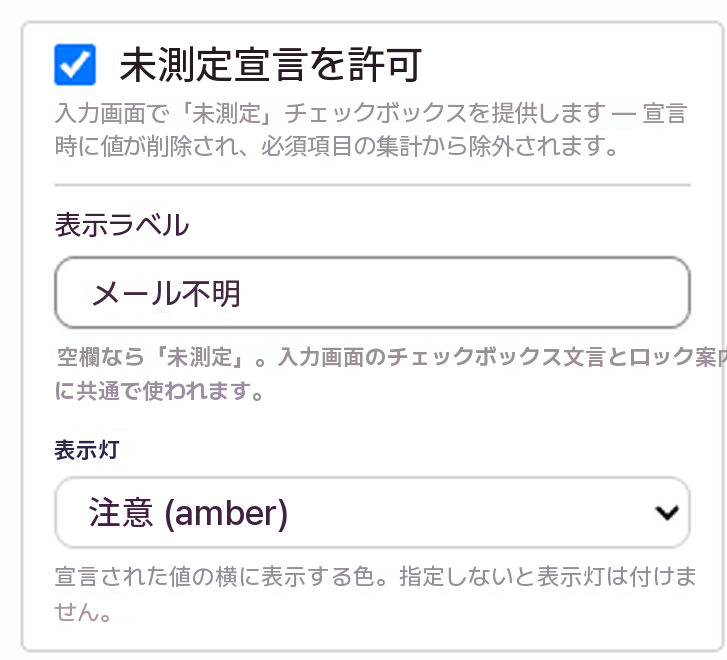 未測定宣言を許可
入力画面で「未測定」チェックボックスを提供します — 宣言
時に値が削除され、必須項目の集計から除外されます。
表示ラベル
メール不明
空欄なら「未測定」。入力画面のチェックボックス文言とロック案内
に共通で使われます。
表示灯
注意 (amber)
宣言された値の横に表示する色。指定しないと表示灯は付けま
せん。